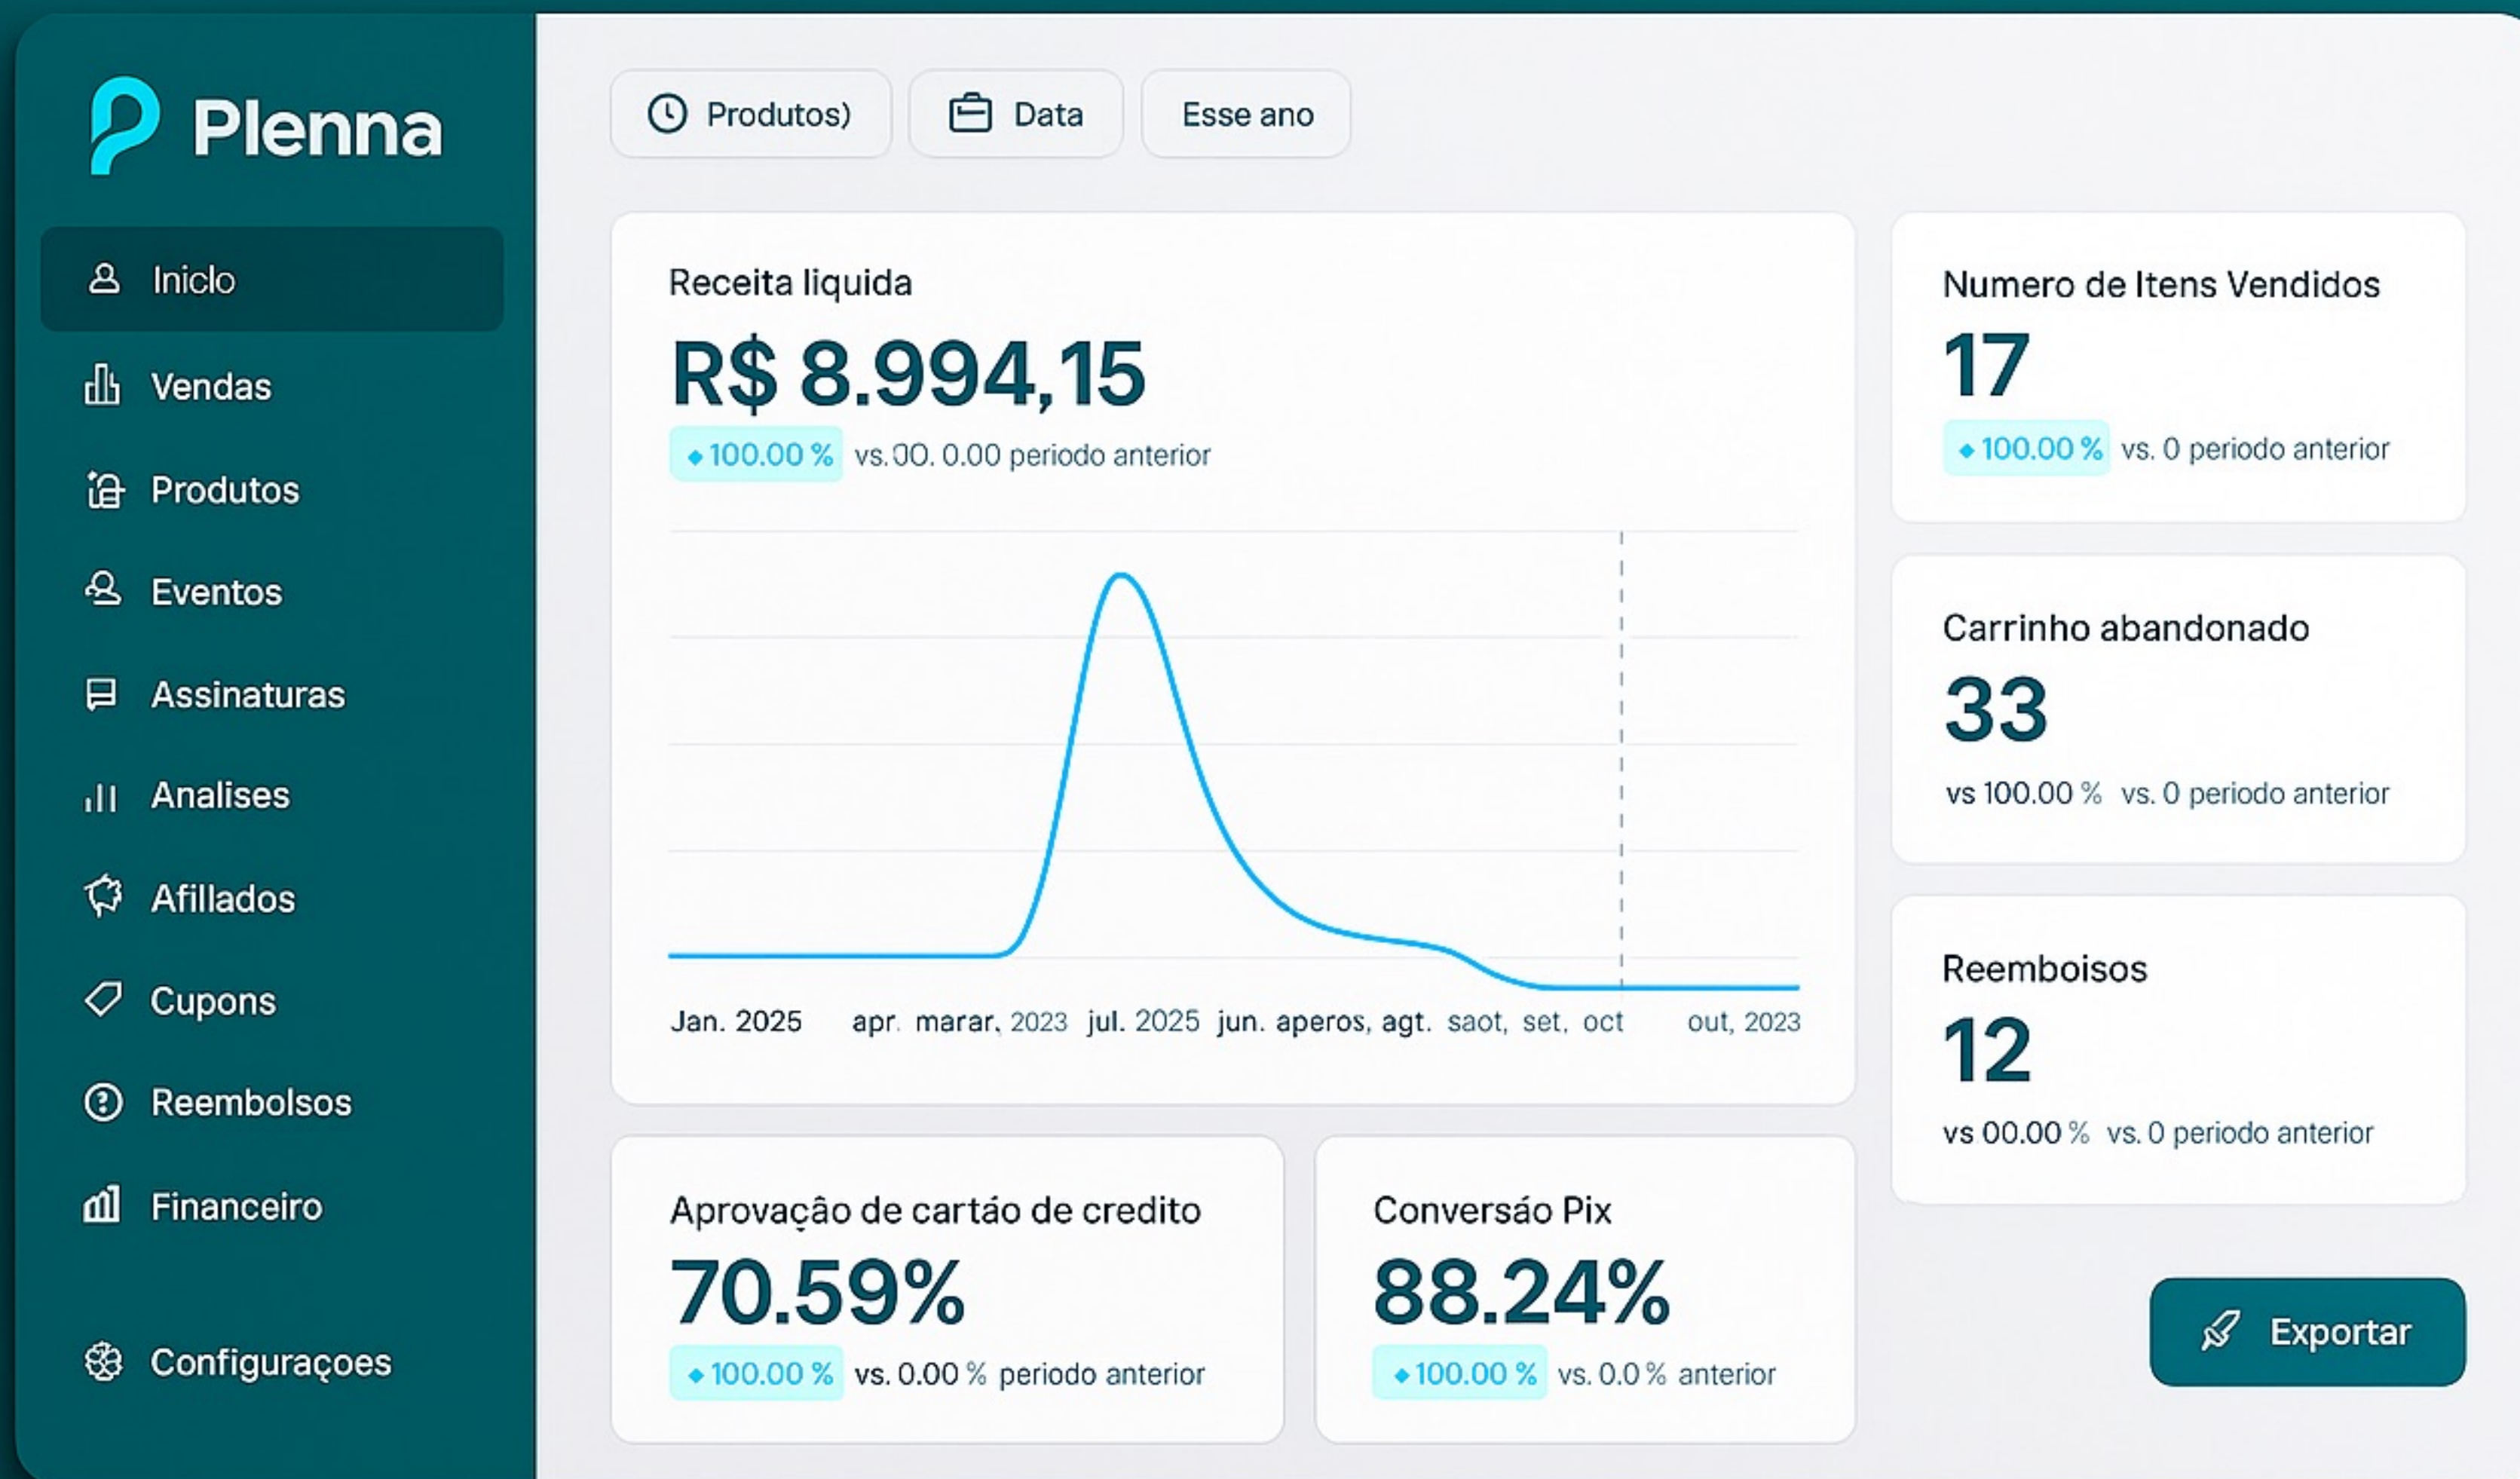 Plenna
Iniclo
Vendas
Produtos
Eventos
Assinaturas
Analises
Afillados
Cupons
Reembolsos
Financeiro
Configuraçoes
Produtos)
Data
Esse ano
Receita liquida
R$ 8.994,15
100.00 % vs.00. 0.00 periodo anterior
Jan. 2025 apr. marar. 2023 jul. 2025 jun. aperos, agt. saot, set, oct out, 2023
Numero de Itens Vendidos
17
100.00 % vs. 0 periodo anterior
Carrinho abandonado
33
vs 100.00 % vs. 0 periodo anterior
Reemboisos
12
vs 00.00 % vs. 0 periodo anterior
Aprovaçâo de cartáo de credito
70.59%
100.00 % vs. 0.00 % periodo anterior
Conversáo Pix
88.24%
100.00 % vs. 0.0 % anterior
Exportar